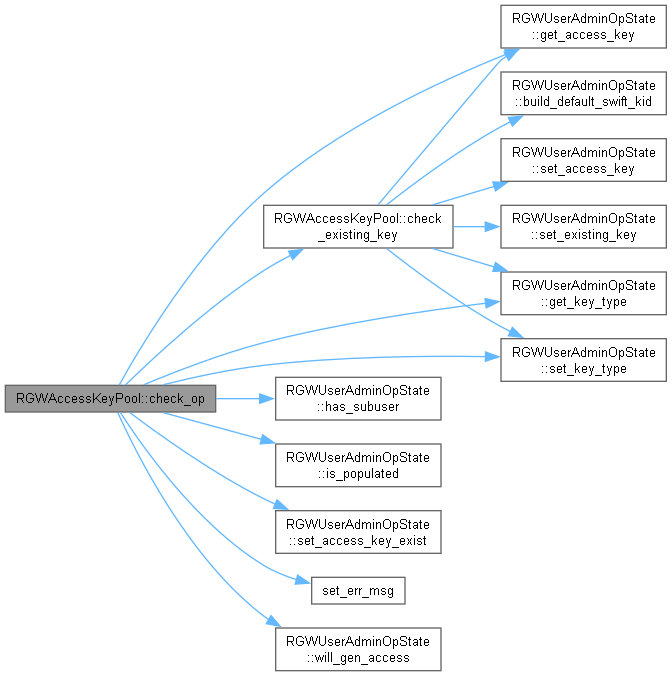 RGWUserAdminOpState
::get_access_key
RGWUserAdminOpState
::build_default_swift_kid
RGWUserAdminOpState
::set_access_key
RGWAccessKeyPool::check
_existing_key
RGWUserAdminOpState
::set_existing_key
RGWUserAdminOpState
::get_key_type
RGWUserAdminOpState
::set_key_type
RGWAccessKeyPool::check_op
RGWUserAdminOpState
::has_subuser
RGWUserAdminOpState
::is_populated
RGWUserAdminOpState
::set_access_key_exist
set_err_msg
RGWUserAdminOpState
::will_gen_access